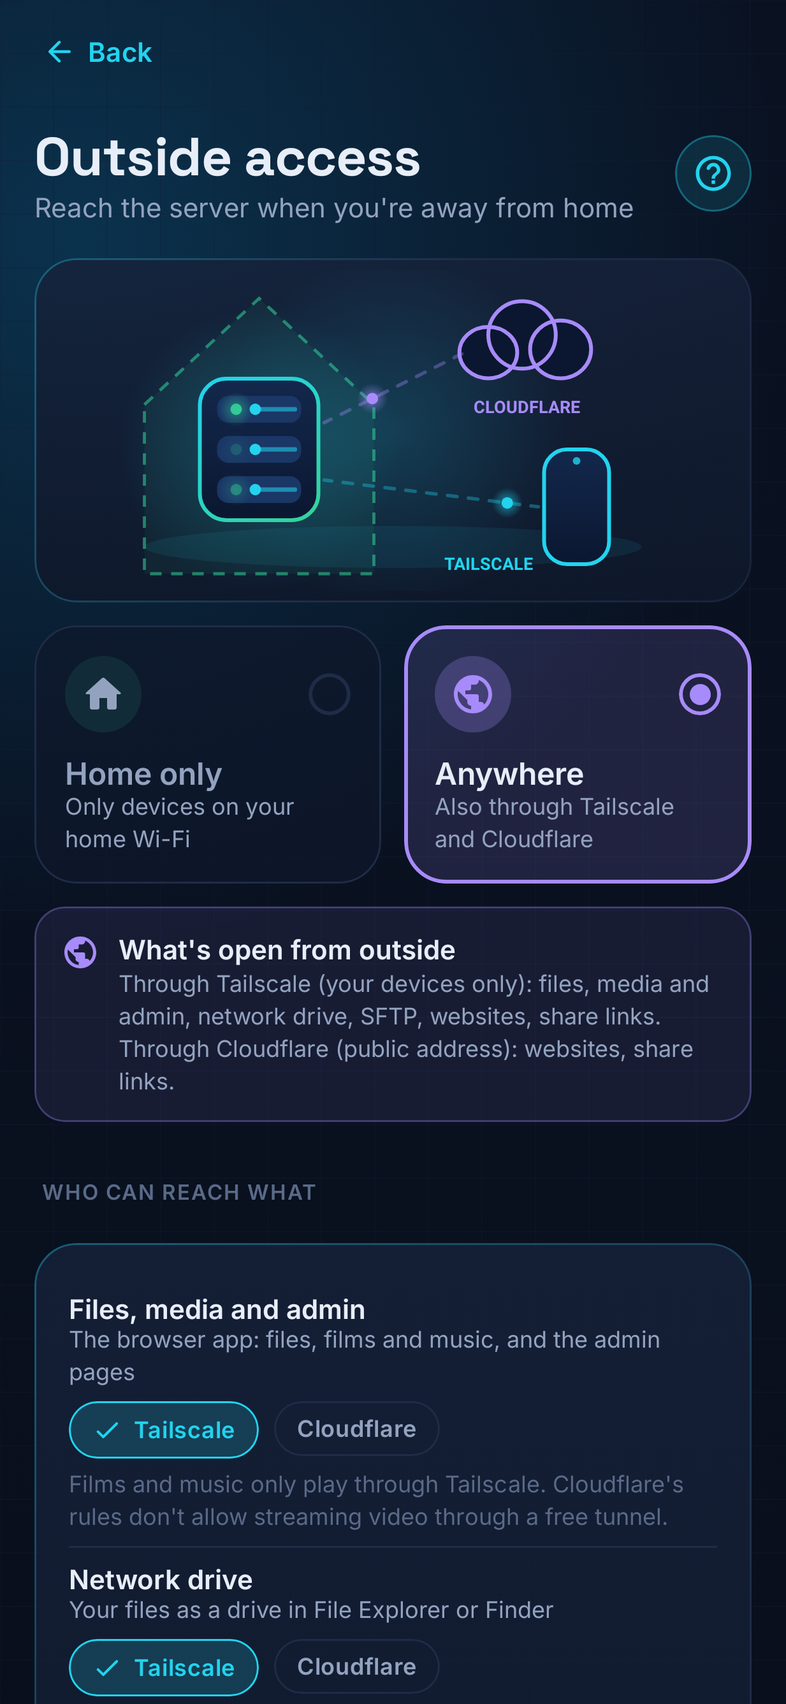 Back
Outside access
Reach the server when you're away from home
CLOUDFLARE
TAILSCALE
Home only
Only devices on your
home Wi-Fi
Anywhere
Also through Tailscale
and Cloudflare
What's open from outside
Through Tailscale (your devices only): files, media and
admin, network drive, SFTP, websites, share links.
Through Cloudflare (public address): websites, share
links.
WHO CAN REACH WHAT
Files, media and admin
The browser app: files, films and music, and the admin
pages
Tailscale
Cloudflare
Films and music only play through Tailscale. Cloudflare's
rules don't allow streaming video through a free tunnel.
Network drive
Your files as a drive in File Explorer or Finder
Tailscale
Cloudflare